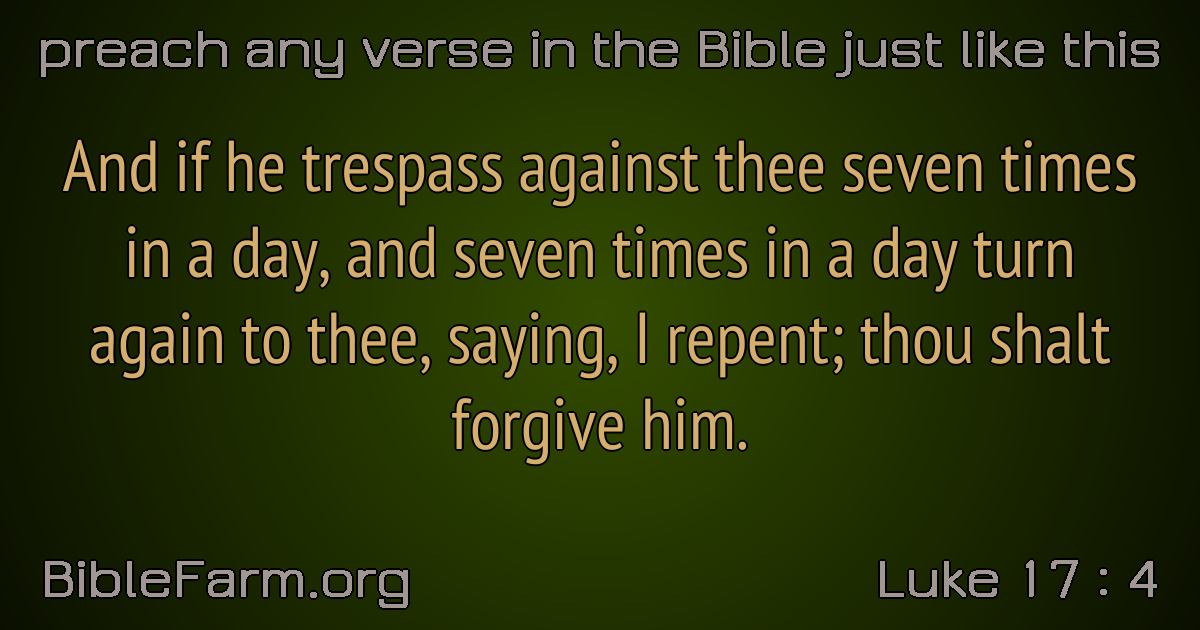 preach any verse in the Bible just like this
And if he trespass against thee seven times
in a day, and seven times in a day turn
again to thee, saying, I repent; thou shalt
forgive him.
BibleFarm.org
Luke 17 : 4